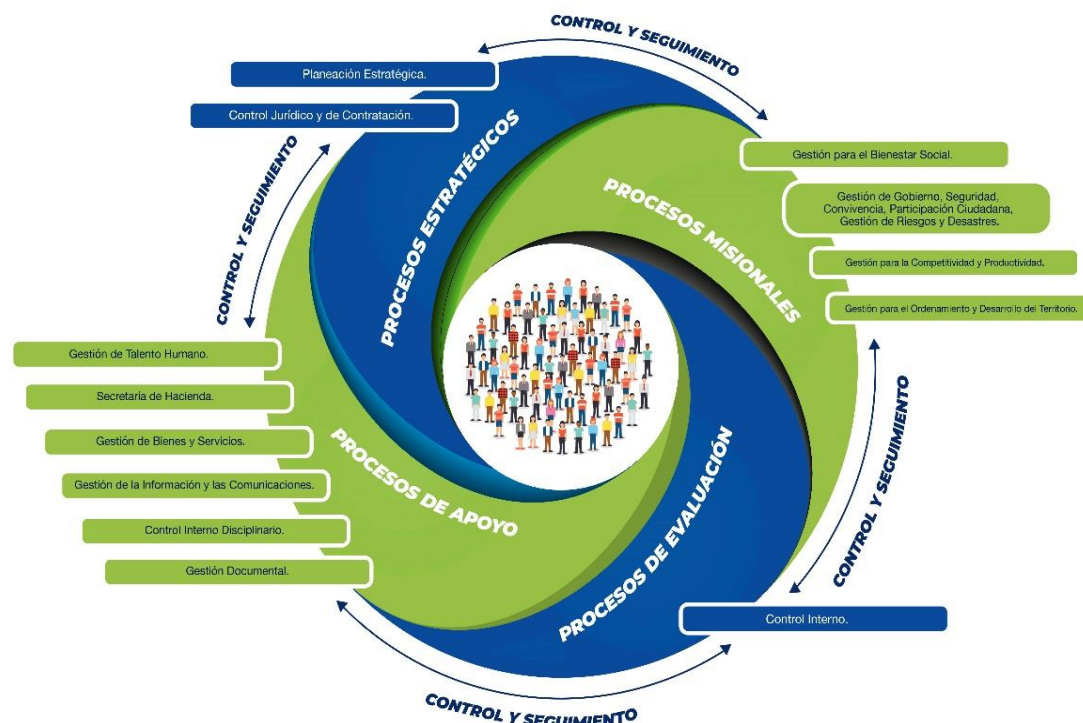 CONTROL Y SEGUIMIENTO
Planeación Estratégica.
Control Jurídico y de Contratación.
CONTROL Y SEGUIMIENTO
PROCESOS ESTRATÉGICOS
PROCESOS MISIONALES
Gestión para el Bienestar Social.
Gestión de Gobierno, Seguridad,
Convivencia, Participación Ciudadana,
Gestión de Riesgos y Desastres.
Gestión para la Competitividad y Productividad.
Gestión para el Ordenamiento y Desarrollo del Territorio.
Gestión de Talento Humano.
Secretaría de Hacienda.
Gestión de Bienes y Servicios.
Gestión de la Información y las Comunicaciones.
Control Interno Disciplinario.
Gestión Documental.
PROCESOS DE APOYO
PROCESOS DE EVALUACIÓN
CONTROL Y SEGUIMIENTO
Control Interno.
CONTROL Y SEGUIMIENTO